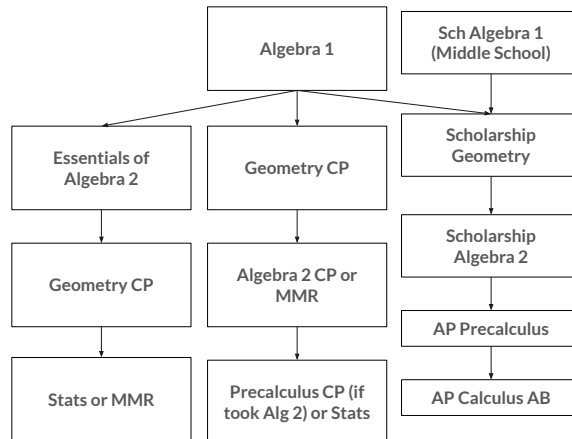 Algebra 1
Sch Algebra 1
(Middle School)
Essentials of
Algebra 2
Geometry CP
Scholarship
Geometry
Geometry CP
Algebra 2 CP or
MMR
Scholarship
Algebra 2
AP Precalculus
Stats or MMR
Precalculus CP (if
took Alg 2) or Stats
AP Calculus AB